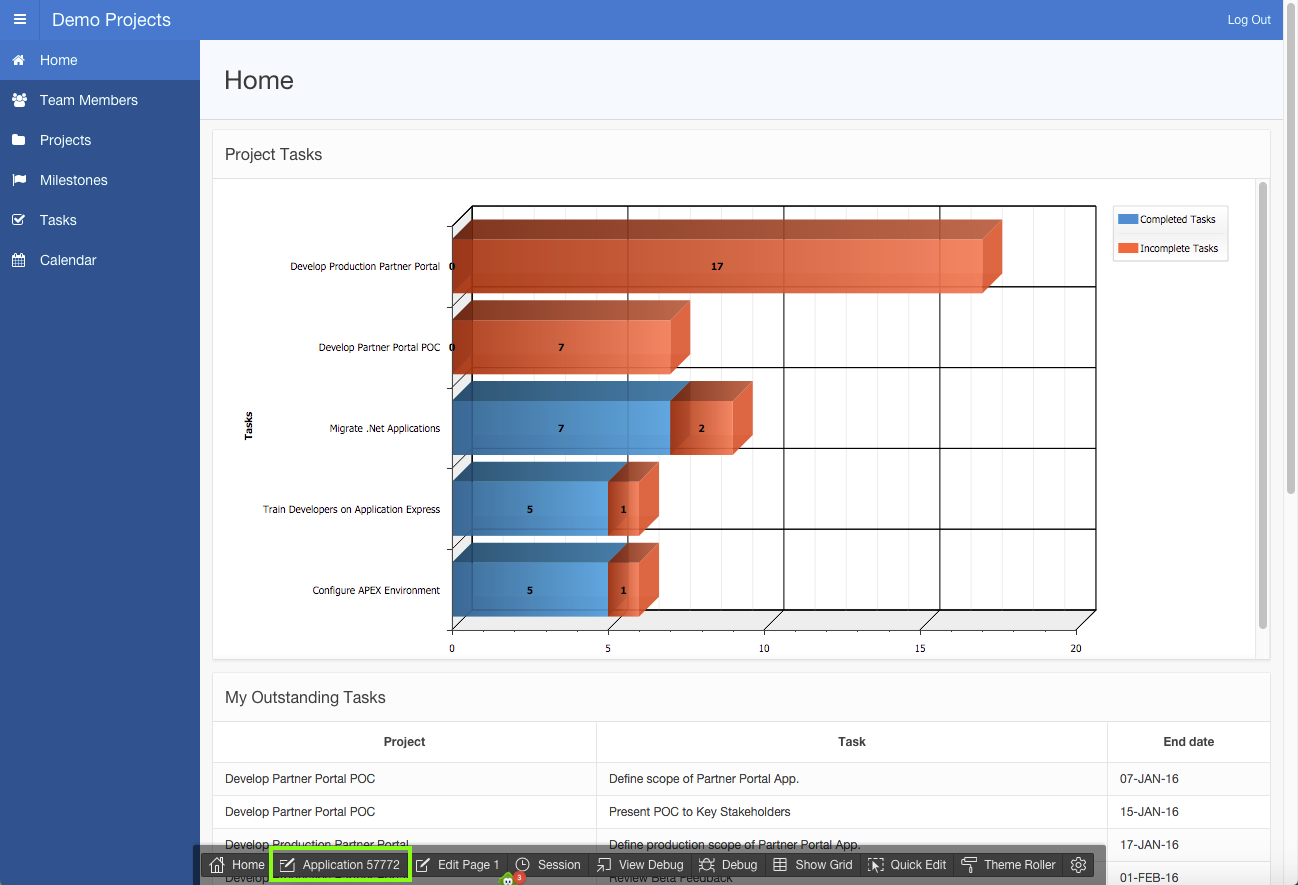 Demo Projects
Log Out
Home
Team Members
Projects
Milestones
Tasks
Calendar
Home
Project Tasks
Completed Tasks
Incomplete Tasks
Develop Production Partner Portal 0 17
Develop Partner Portal POC 0 7
Tasks
Migrate .Net Applications 7 2
Train Developers on Application Express 5 1
Configure APEX Environment 5 1
0 5 10 15 20
My Outstanding Tasks
Project Task End date
Develop Partner Portal POC Define scope of Partner Portal App. 07-JAN-16
Develop Partner Portal POC Present POC to Key Stakeholders 15-JAN-16
Develop Production Partner Portal Define production scope of Partner Portal App. 17-JAN-16
Home Application 57772 Edit Page 1 Session View Debug Debug Show Grid Quick Edit Theme Roller
3
Review Beta Feedback 01-FEB-16